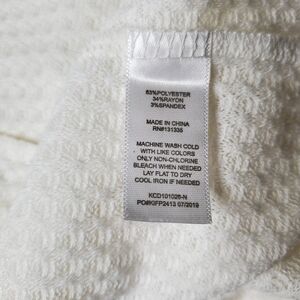 63%POLYESTER
34%RAYON
3%SPANDEX
MADE IN CHINA
RN#131335
MACHINE WASH COLD
WITH LIKE COLORS
ONLY NON-CHLORINE
BLEACH WHEN NEEDED
LAY FLAT TO DRY
COOL IRON IF NEEDED
KCD101026-N
PO#KIFP2413 07/2019